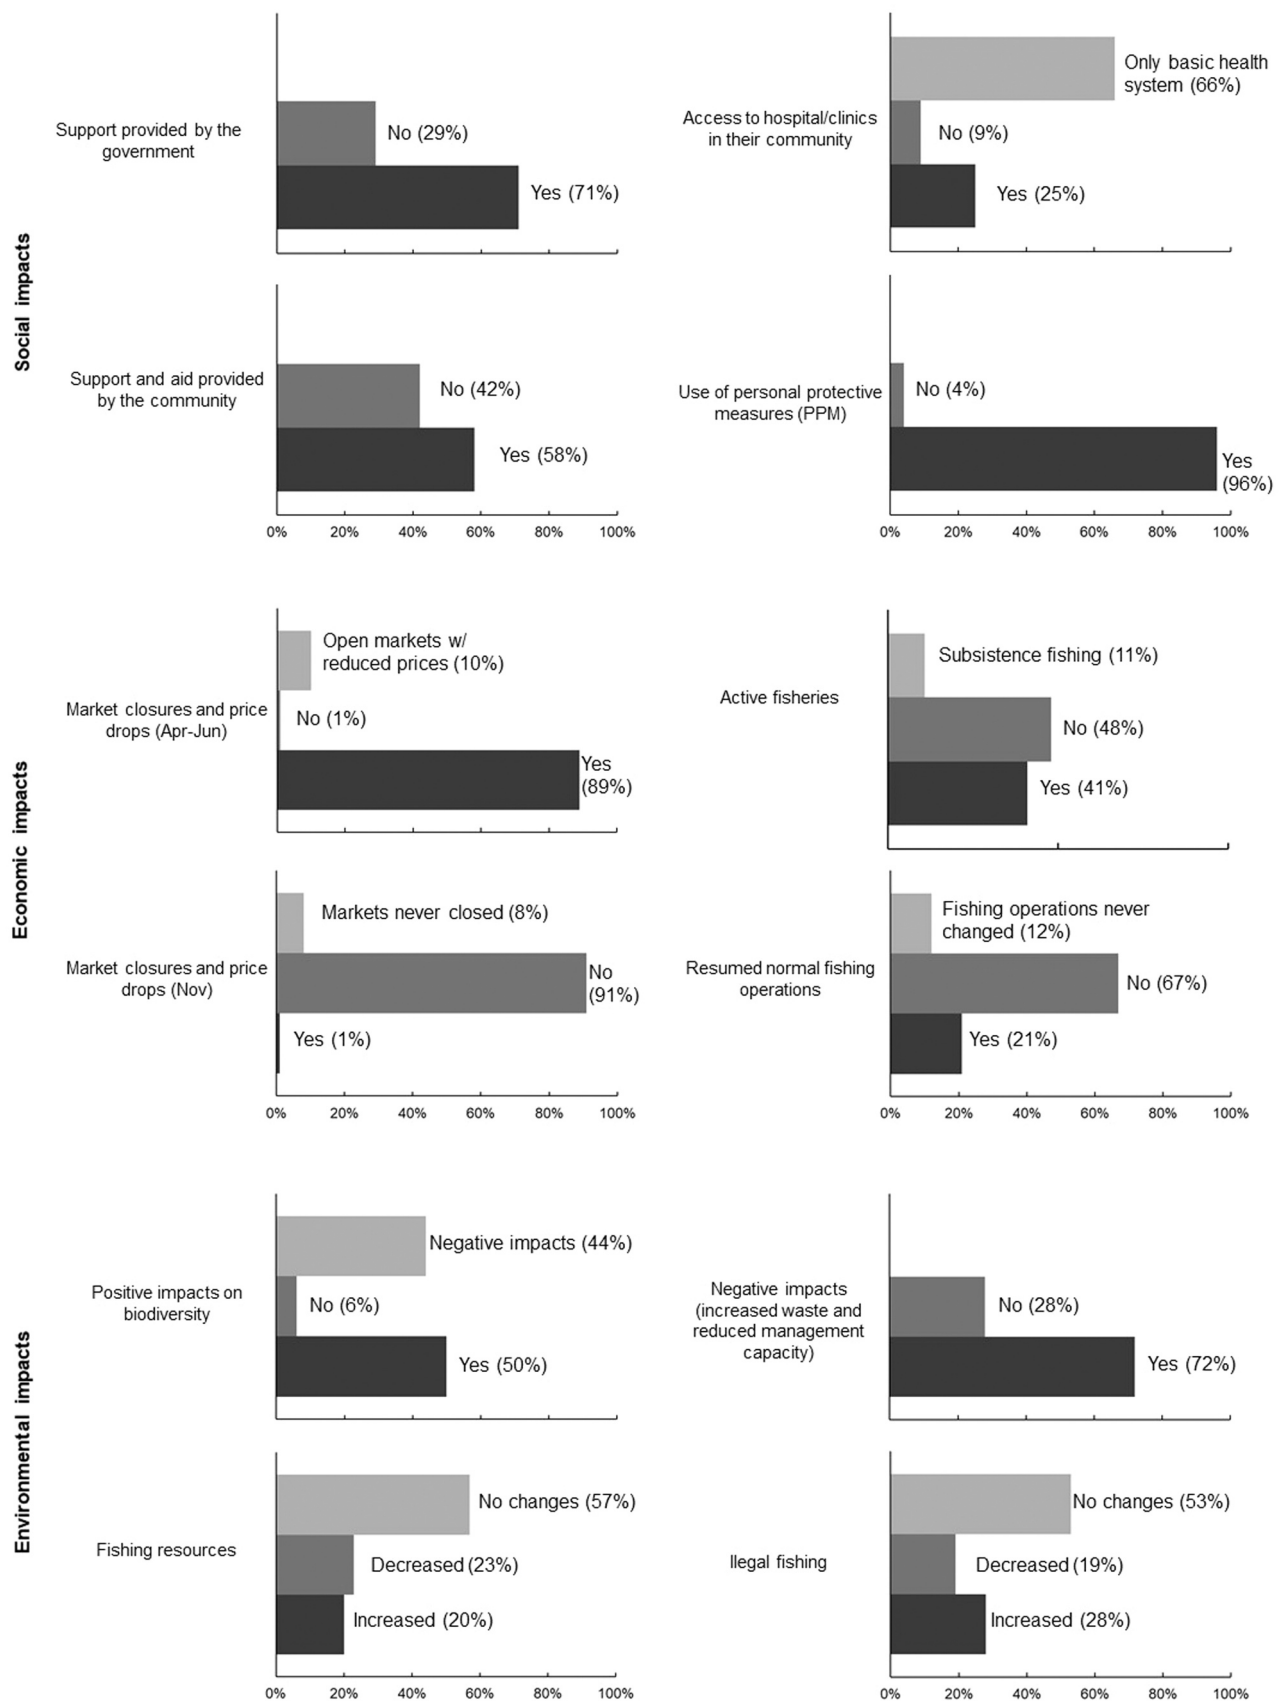 Social impacts
Support provided by the
government
No (29%)
Yes (71%)
Access to hospital/clinics
in their community
Only basic health
system (66%)
No (9%)
Yes (25%)
Support and aid provided
by the community
No (42%)
Yes (58%)
0% 20% 40% 60% 80% 100%
Use of personal protective
measures (PPM)
No (4%)
Yes
(96%)
0% 20% 40% 60% 80% 100%
Economic impacts
Market closures and price
drops (Apr-Jun)
Open markets w/
reduced prices (10%)
No (1%)
Yes
(89%)
Active fisheries
Subsistence fishing (11%)
No (48%)
Yes (41%)
Market closures and price
drops (Nov)
Markets never closed (8%)
No
(91%)
Yes (1%)
0% 20% 40% 60% 80% 100%
Resumed normal fishing
operations
Fishing operations never
changed (12%)
No (67%)
Yes (21%)
0% 20% 40% 60% 80% 100%
Environmental impacts
Positive impacts on
biodiversity
Negative impacts (44%)
No (6%)
Yes (50%)
Negative impacts
(increased waste and
reduced management
capacity)
No (28%)
Yes (72%)
Fishing resources
No changes (57%)
Decreased (23%)
Increased (20%)
0% 20% 40% 60% 80% 100%
Ilegal fishing
No changes (53%)
Decreased (19%)
Increased (28%)
0% 20% 40% 60% 80% 100%